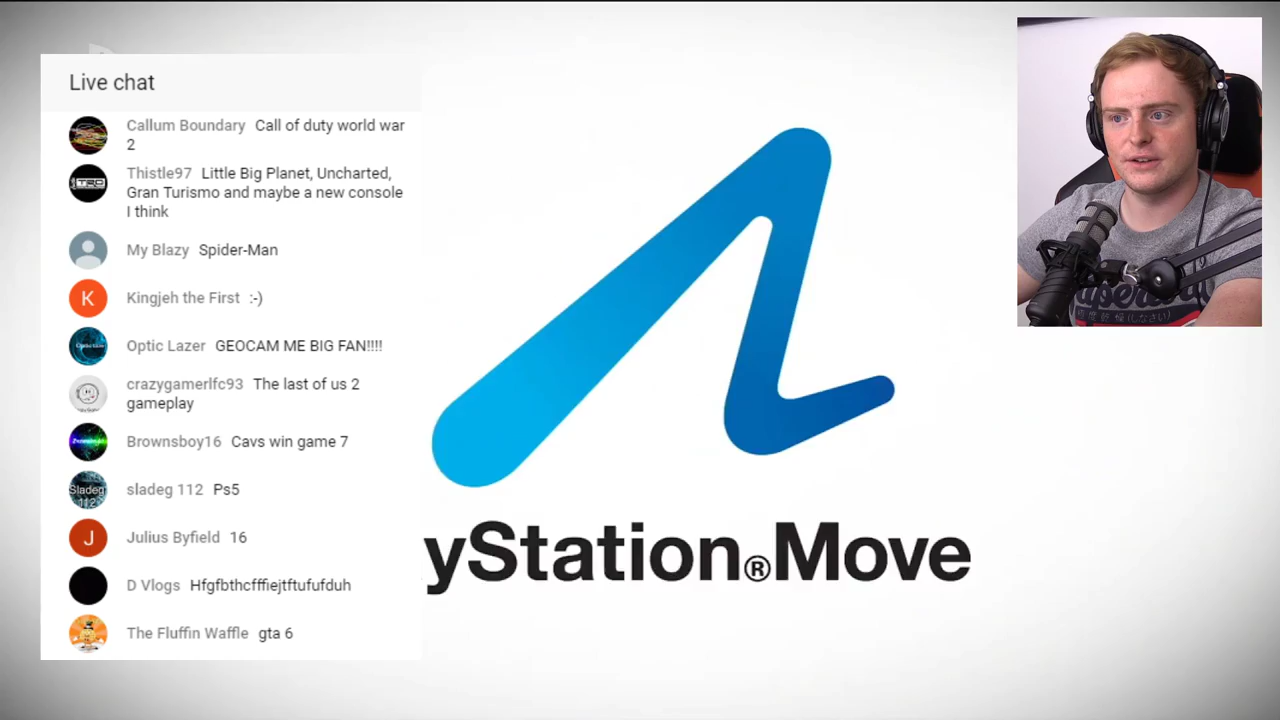 Live chat
Callum Boundary Call of duty world war
2
Thistle97 Little Big Planet, Uncharted,
Gran Turismo and maybe a new console
I think
My Blazy Spider-Man
Kingjeh the First :-)
K
Optic Lazer GEOCAM ME BIG FAN!!!!
crazygamerlfc93 The last of us 2
gameplay
Brownsboy16 Cavs win game 7
sladeg 112 Ps5
Sladeg
112
Julius Byfield 16
J
D Vlogs Hfgfbthcfffiejtftufufduh
The Fluffin Waffle gta 6
yStation®Move